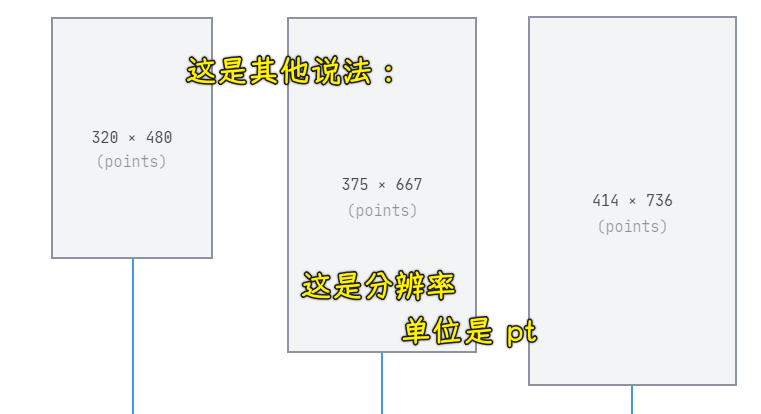 这是其他说法：
320 × 480
(points)
375 × 667
(points)
414 × 736
(points)
这是分辨率
单位是 pt